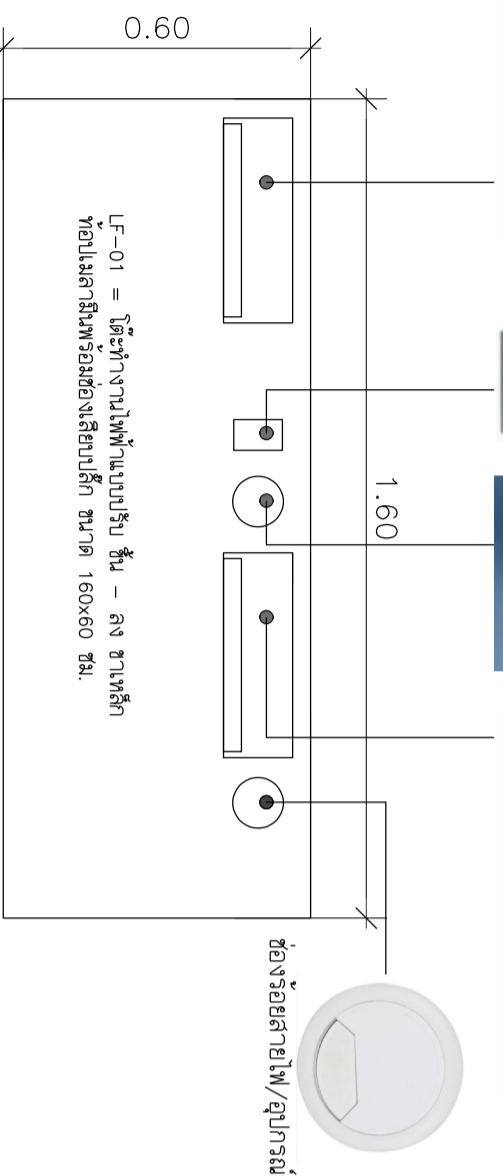 0.60
1.60
LF-01 = โต๊ะทำงานไฟฟ้าแบบปรับ ขึ้น - ลง ขาเหล็ก
ท้อปเมลามีนพร้อมช่องเสียบปลั๊ก ขนาด 160x60 ซม.
ช่องร้อยสายไฟ/อุปกรณ์